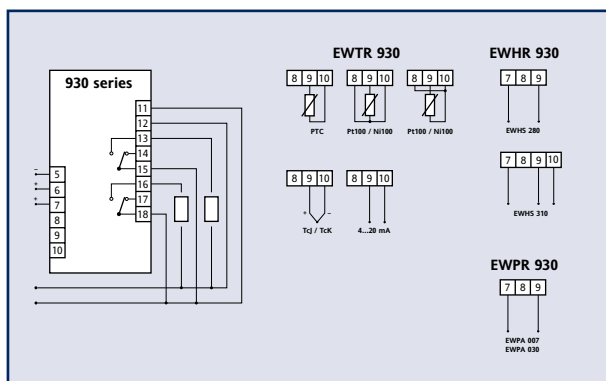 930 series
11
12
13
14
15
16
17
18
−
5
+
6
+
7
8
9
10
EWTR 930
8 9 10
PTC
8 9 10
Pt100 / Ni100
8 9 10
Pt100 / Ni100
8 9 10
+ −
TcJ / TcK
8 9 10
4...20 mA
EWHR 930
7 8 9
EWHS 280
7 8 9 10
EWHS 310
EWPR 930
7 8 9
EWPA 007
EWPA 030